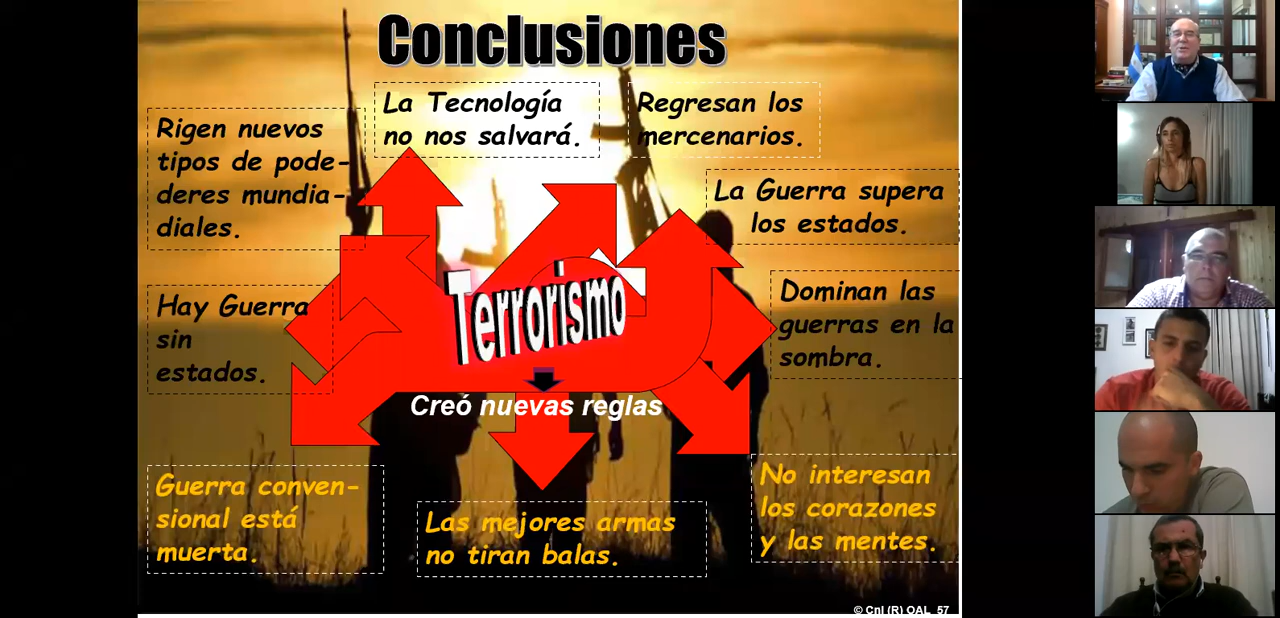 Conclusiones
La Tecnología
no nos salvará.
Regresan los
mercenarios.
Rigen nuevos
tipos de pode-
deres mundia-
diales.
La Guerra supera
los estados.
Hay Guerra
sin
estados.
Terrorismo
Dominan las
guerras en la
sombra.
Creó nuevas reglas
Guerra conven-
sional está
muerta.
Las mejores armas
no tiran balas.
No interesan
los corazones
y las mentes.
© Cnl (R) OAL 57